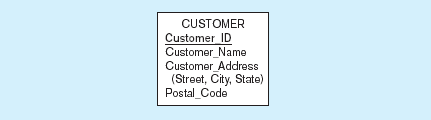 CUSTOMER
Customer_ID
Customer_Name
Customer_Address
(Street, City, State)
Postal_Code